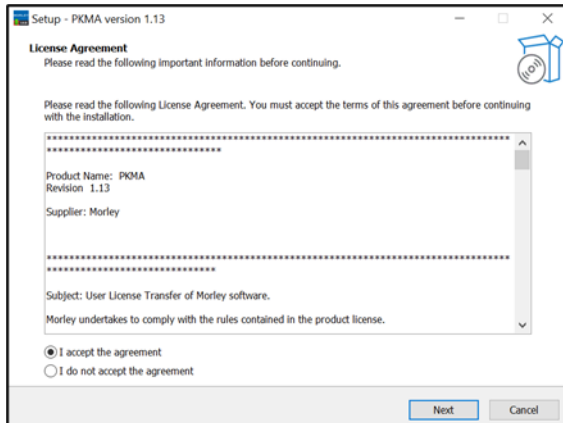 Setup - PKMA version 1.13
License Agreement
Please read the following important information before continuing.
Please read the following License Agreement. You must accept the terms of this agreement before continuing
with the installation.
***********************************************************************************
*******************************
Product Name:  PKMA
Revision  1.13
Supplier: Morley
***********************************************************************************
******************************
Subject: User License Transfer of Morley software.
Morley undertakes to comply with the rules contained in the product license.
I accept the agreement
I do not accept the agreement
Next
Cancel